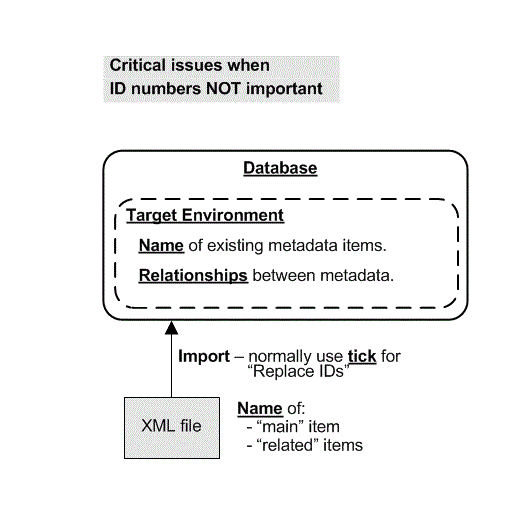 Critical issues when
ID numbers NOT important
Database
Target Environment
Name of existing metadata items.
Relationships between metadata.
Import – normally use tick for
“Replace IDs”
XML file
Name of:
- “main” item
- “related” items